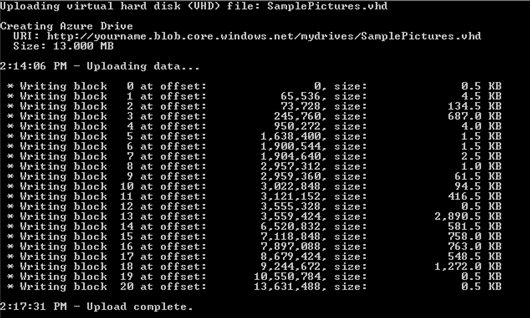 Uploading virtual hard disk (VHD) file: SamplePictures.vhd
Creating Azure Drive
URI: http://yourname.blob.core.windows.net/mydrives/SamplePictures.vhd
Size: 13.000 MB
2:14:06 PM - Uploading data...
* Writing block 0 at offset: 0, size: 0.5 KB
* Writing block 1 at offset: 65,536, size: 4.5 KB
* Writing block 2 at offset: 73,728, size: 134.5 KB
* Writing block 3 at offset: 245,760, size: 687.0 KB
* Writing block 4 at offset: 950,272, size: 4.0 KB
* Writing block 5 at offset: 1,638,400, size: 1.5 KB
* Writing block 6 at offset: 1,900,544, size: 1.5 KB
* Writing block 7 at offset: 1,904,640, size: 2.5 KB
* Writing block 8 at offset: 2,957,312, size: 1.0 KB
* Writing block 9 at offset: 2,959,360, size: 61.5 KB
* Writing block 10 at offset: 3,022,848, size: 94.5 KB
* Writing block 11 at offset: 3,121,152, size: 416.5 KB
* Writing block 12 at offset: 3,555,328, size: 0.5 KB
* Writing block 13 at offset: 3,559,424, size: 2,890.5 KB
* Writing block 14 at offset: 6,520,832, size: 581.5 KB
* Writing block 15 at offset: 7,118,848, size: 758.0 KB
* Writing block 16 at offset: 7,897,088, size: 763.0 KB
* Writing block 17 at offset: 8,679,424, size: 548.5 KB
* Writing block 18 at offset: 9,244,672, size: 1,272.0 KB
* Writing block 19 at offset: 10,550,784, size: 0.5 KB
* Writing block 20 at offset: 13,631,488, size: 0.5 KB
2:17:31 PM - Upload complete.